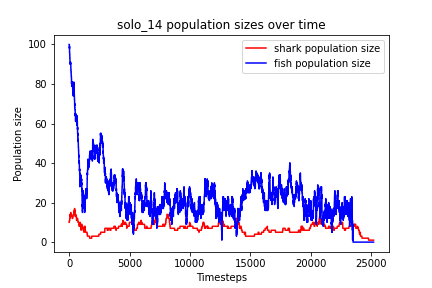 solo_14 population sizes over time
shark population size
fish population size
Population size
100
80
60
40
20
0
0
5000
10000
15000
20000
25000
Timesteps